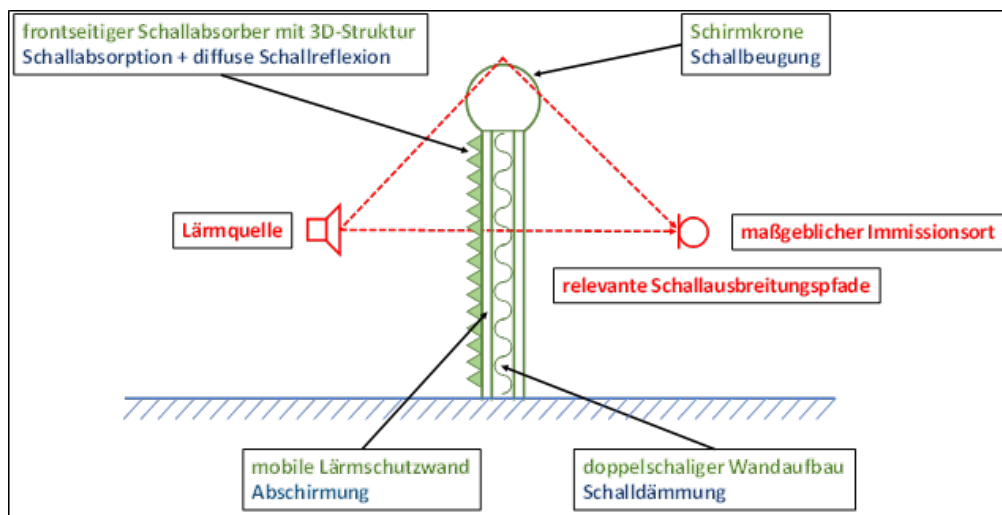 frontseitiger Schallabsorber mit 3D-Struktur
Schallabsorption + diffuse Schallreflexion
Schirmkrone
Schallbeugung
Lärmquelle
maßgeblicher Immissionsort
relevante Schallausbreitungspfade
mobile Lärmschutzwand
Abschirmung
doppelschaliger Wandaufbau
Schalldämmung